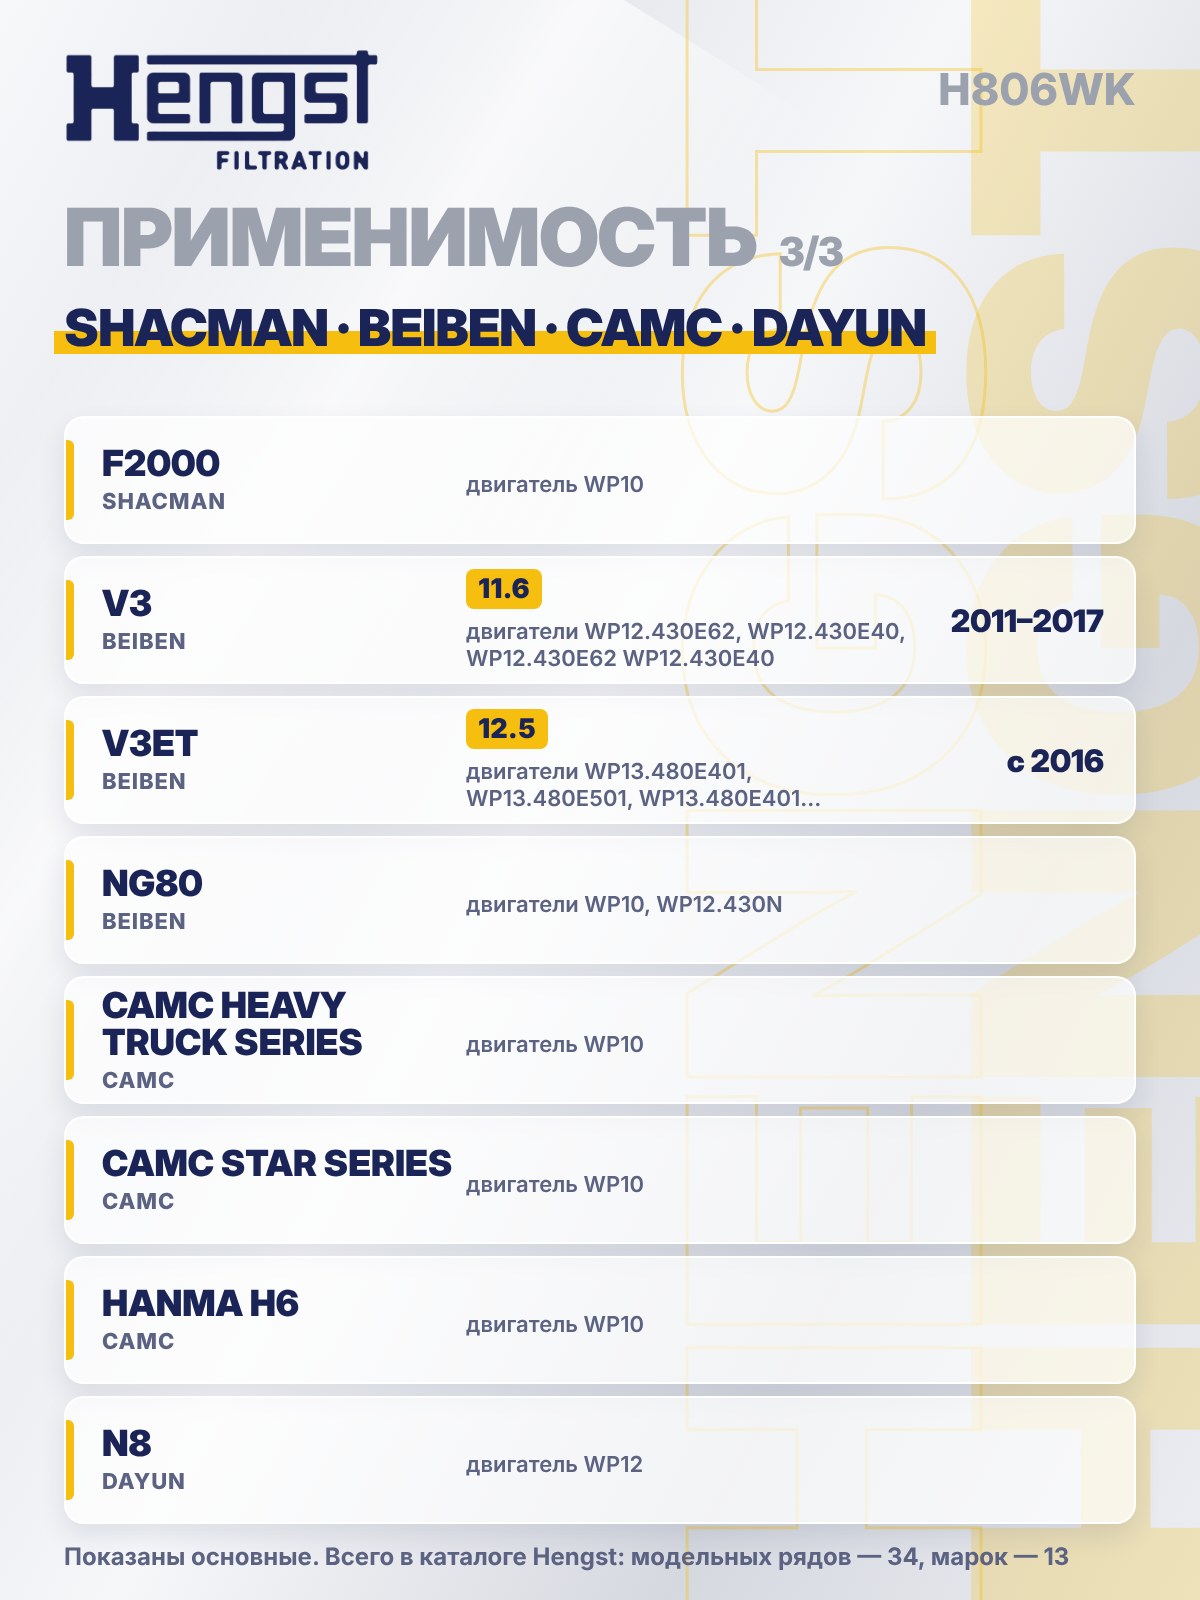 Hengst
FILTRATION
H806WK
ПРИМЕНИМОСТЬ 3/3
SHACMAN · BEIBEN · CAMC · DAYUN
F2000
SHACMAN
двигатель WP10
V3
BEIBEN
11.6
двигатели WP12.430E62, WP12.430E40,
WP12.430E62 WP12.430E40
2011–2017
V3ET
BEIBEN
12.5
двигатели WP13.480E401,
WP13.480E501, WP13.480E401...
с 2016
NG80
BEIBEN
двигатели WP10, WP12.430N
CAMC HEAVY
TRUCK SERIES
CAMC
двигатель WP10
CAMC STAR SERIES
CAMC
двигатель WP10
HANMA H6
CAMC
двигатель WP10
N8
DAYUN
двигатель WP12
Показаны основные. Всего в каталоге Hengst: модельных рядов — 34, марок — 13
HENGST
HENGST